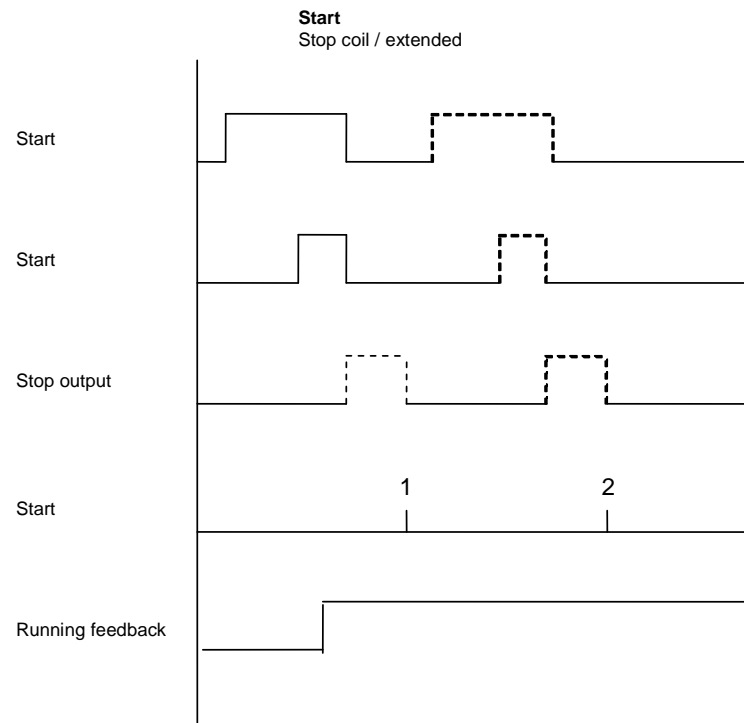 Start
Stop coil / extended
Start
Start
Stop output
1 2
Start
Running feedback